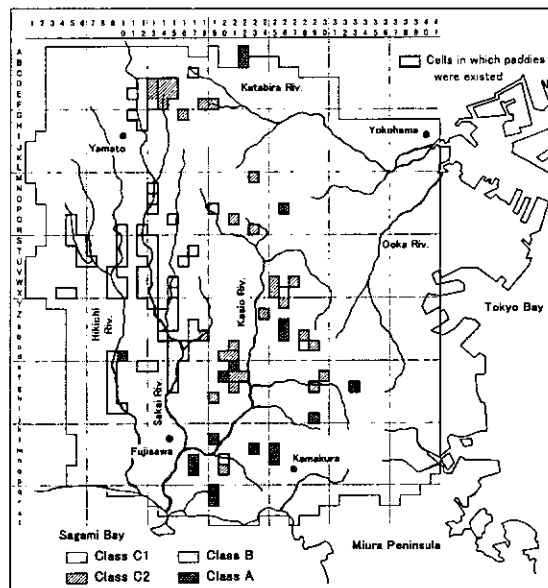 Cells in which paddies
were existed
Katabira Riv.
Yokohama
Yamato
Ooka Riv.
Kasio Riv.
Tokyo Bay
Hikichi
Riv.
Sakai Riv.
Fujisawa
Kamakura
Sagami Bay
Miura Peninsula
Class C1
Class B
Class C2
Class A